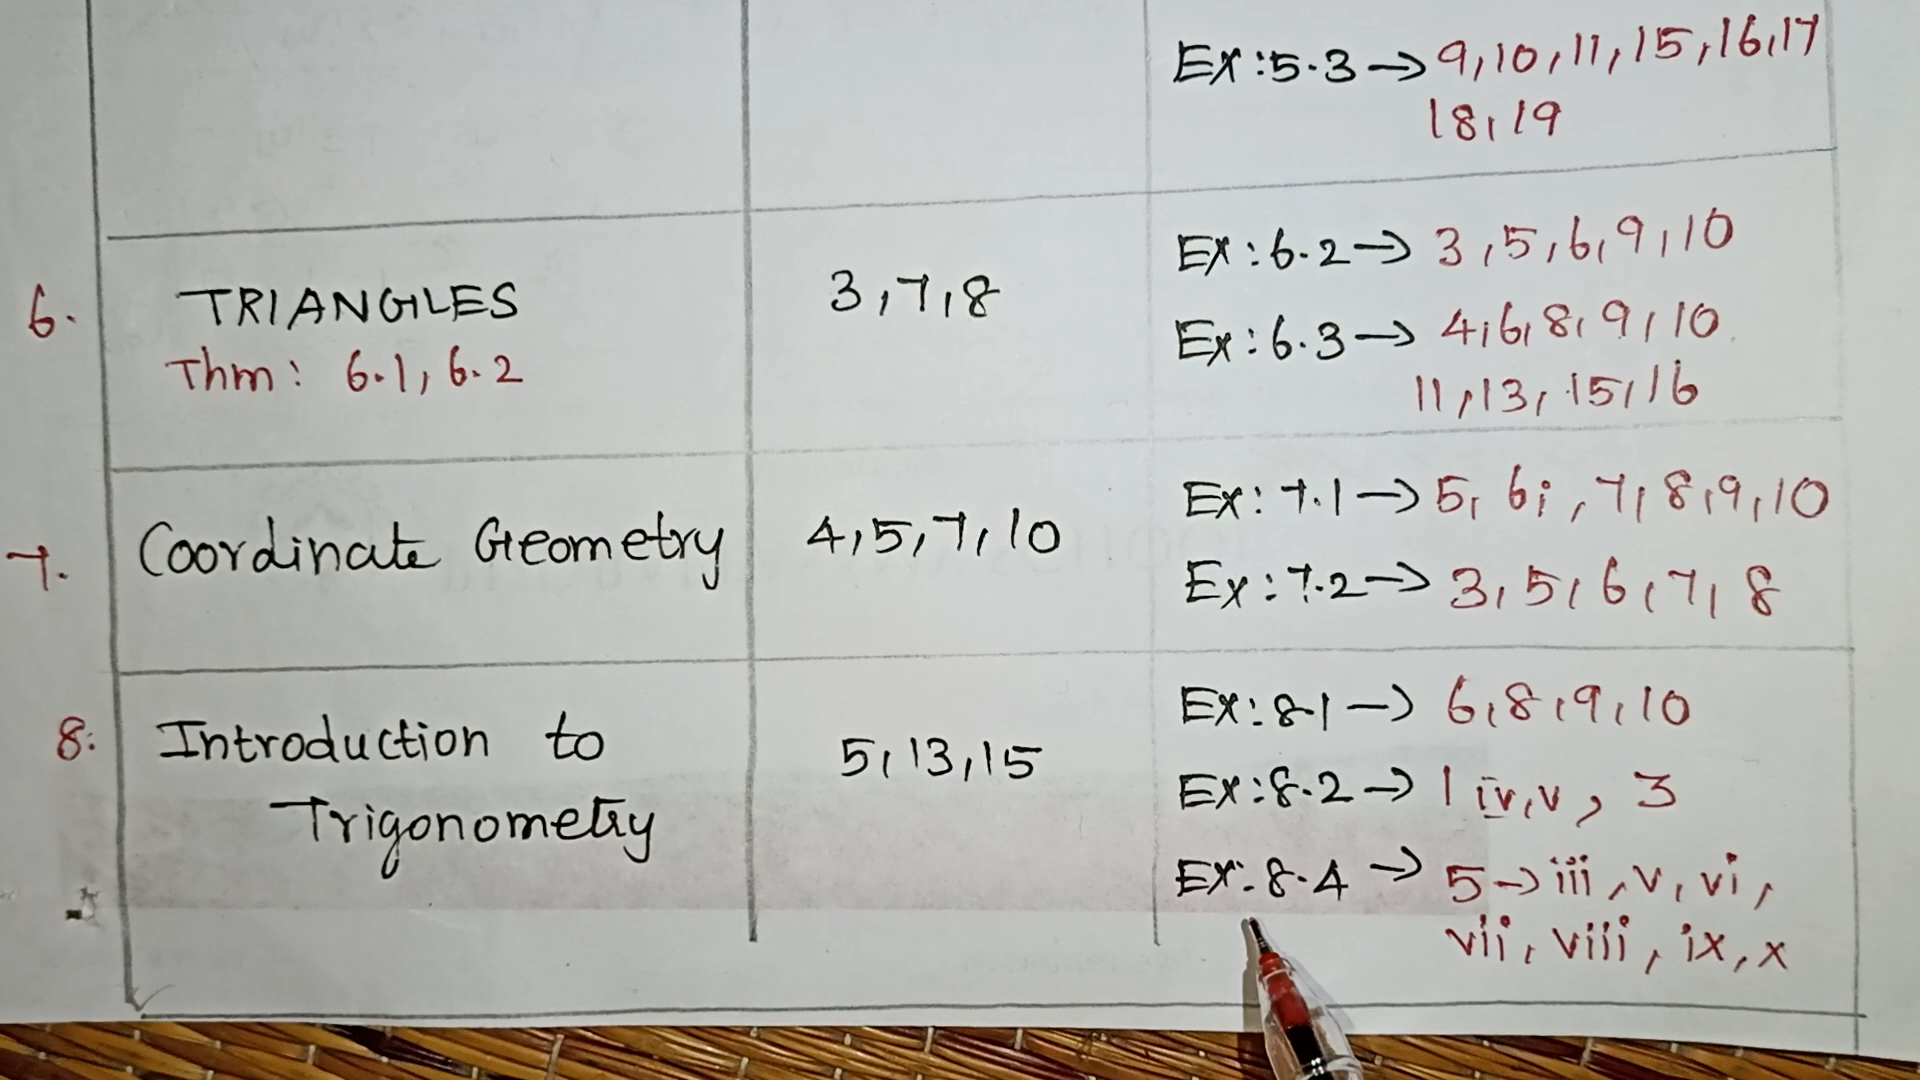 Ex:5.3→9,10,11,15,16,17
18,19
6. TRIANGLES 3,7,8 Ex:6.2→3,5,6,9,10
Thm: 6.1,6.2 Ex:6.3→4,6,8,9,10
11,13,15,16
7. Coordinate Geometry 4,5,7,10 Ex:7.1→5,6i,7,8,9,10
Ex:7.2→3,5,6,7,8
8. Introduction to 5,13,15 Ex:8.1→6,8,9,10
Trigonometry Ex:8.2→1 iv,v, 3
Ex:8.4→5→iii,v,vi,
vii, viii, ix, x